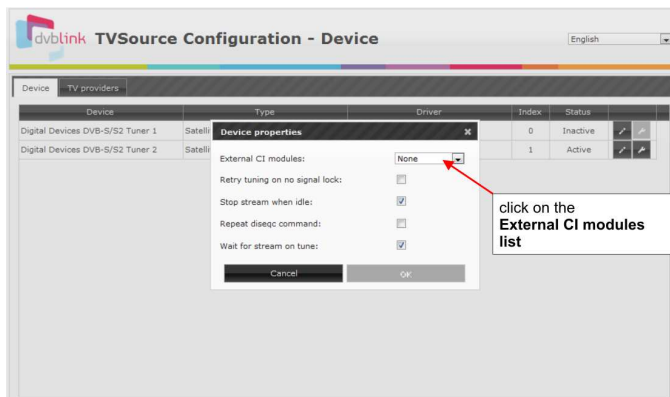 dvblink TVSource Configuration - Device
English
Device TV providers
Device Type Driver Index Status
Digital Devices DVB-S/S2 Tuner 1 Satelli 0 Inactive
Digital Devices DVB-S/S2 Tuner 2 Satelli 1 Active
Device properties
External CI modules: None
Retry tuning on no signal lock:
Stop stream when idle:
Repeat diseqc command:
Wait for stream on tune:
Cancel OK
click on the
External CI modules
list